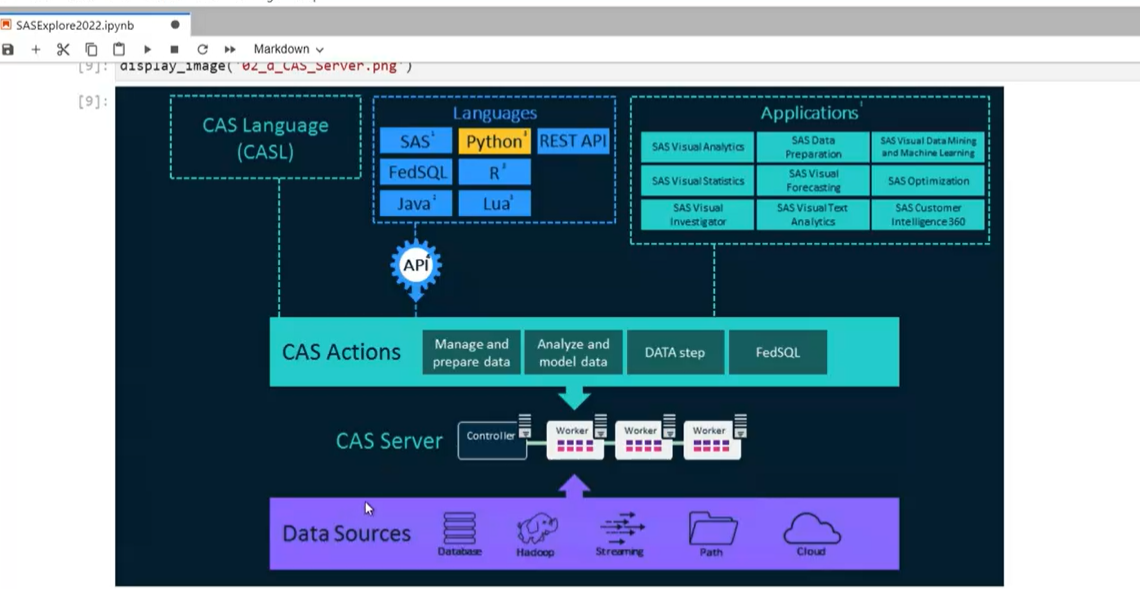 SASExplore2022.ipynb
Markdown
[9]: display_image('02_d_CAS_Server.png')
[9]:
CAS Language
(CASL)
Languages
SAS
Python
REST API
FedSQL
R
Java
Lua
API
Applications
SAS Visual Analytics
SAS Data
Preparation
SAS Visual Data Mining
and Machine Learning
SAS Visual Statistics
SAS Visual
Forecasting
SAS Optimization
SAS Visual
Investigator
SAS Visual Text
Analytics
SAS Customer
Intelligence 360
CAS Actions
Manage and
prepare data
Analyze and
model data
DATA step
FedSQL
CAS Server
Controller
Worker
Worker
Worker
Data Sources
Database
Hadoop
Streaming
Path
Cloud